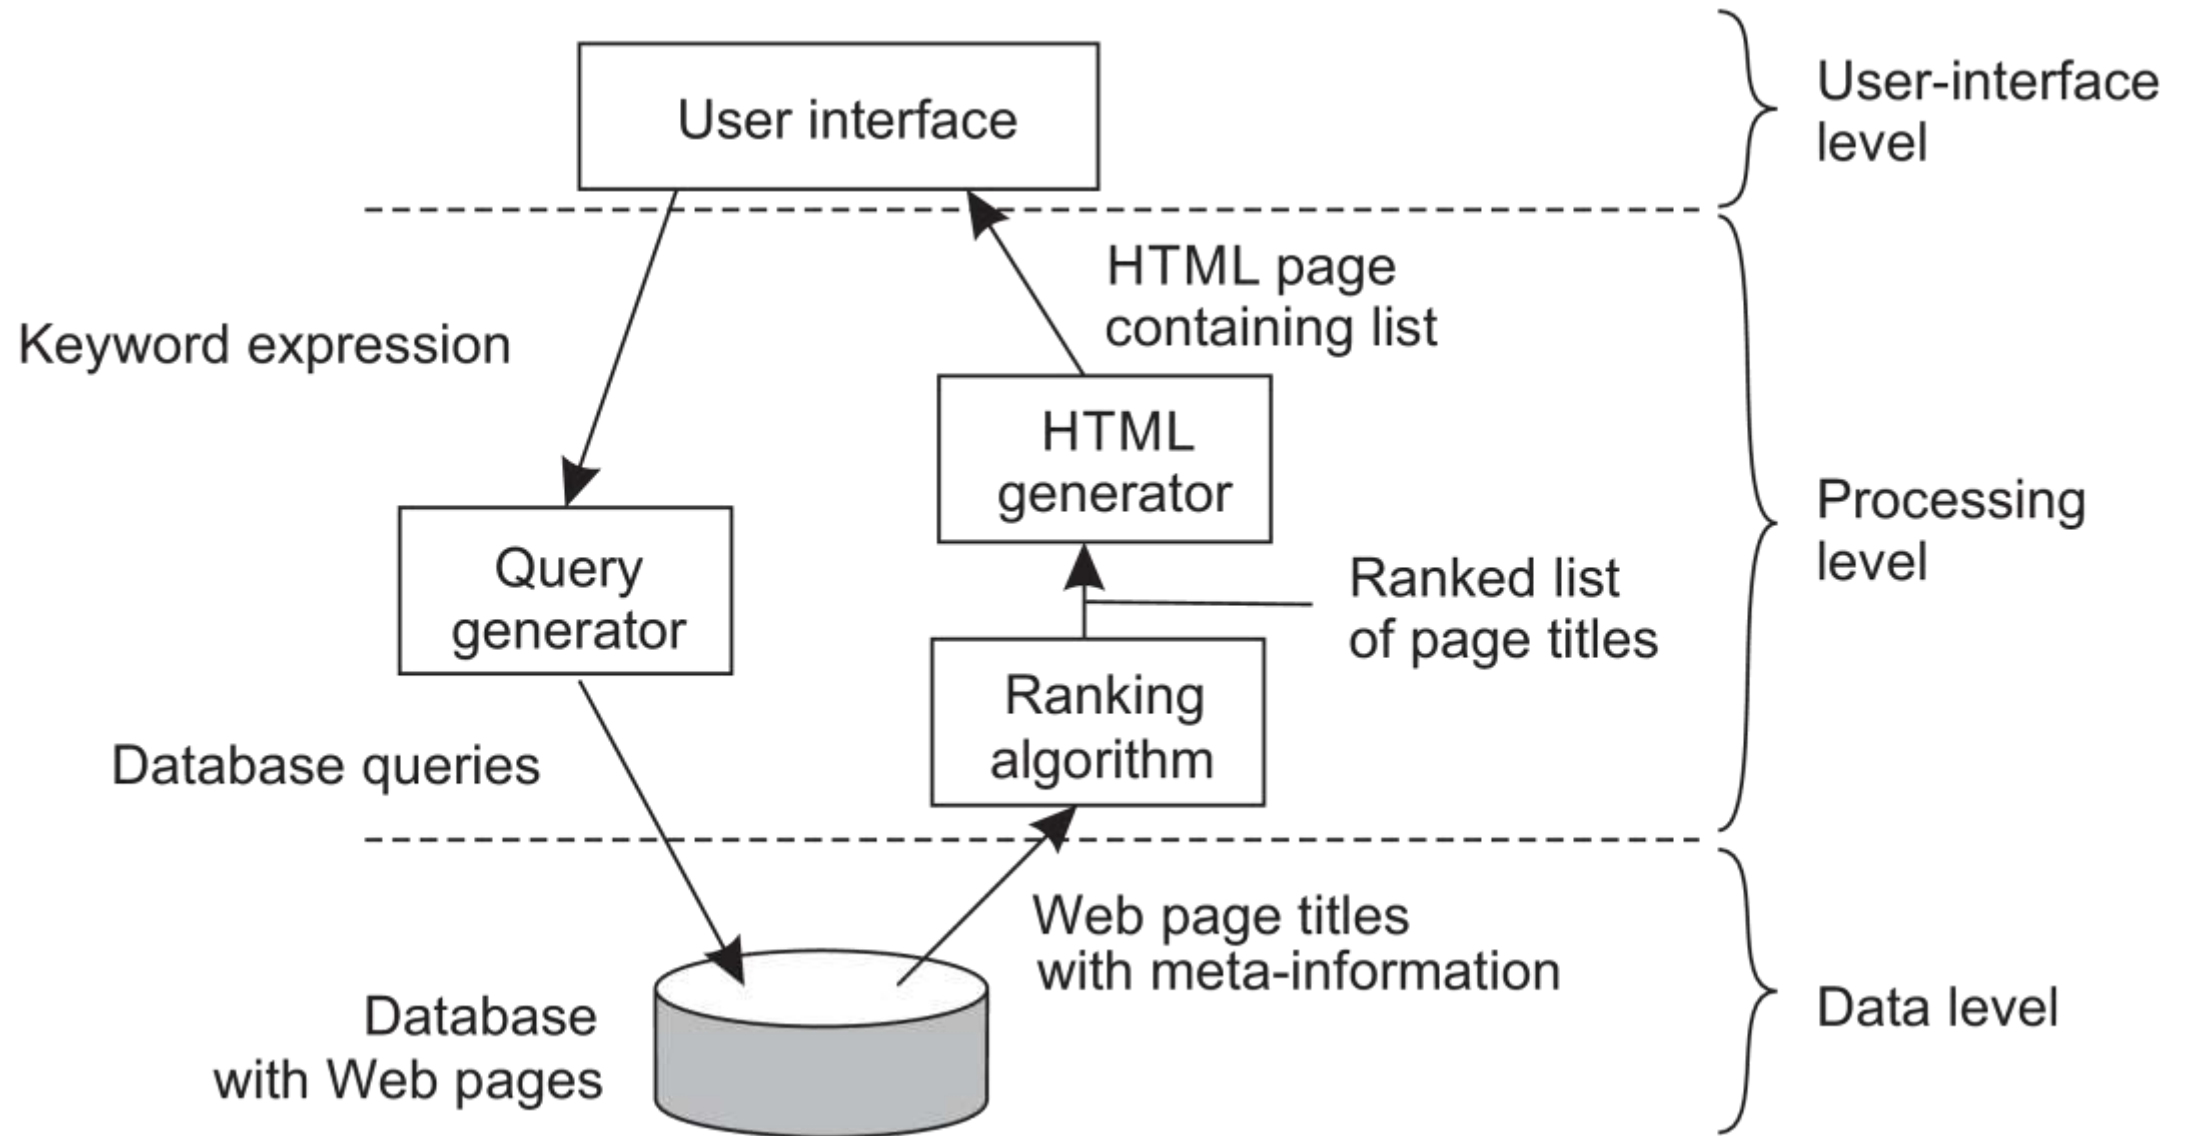 User interface
User-interface
level
HTML page
containing list
Keyword expression
HTML
generator
Query
generator
Processing
level
Ranked list
of page titles
Ranking
algorithm
Database queries
Web page titles
with meta-information
Database
with Web pages
Data level